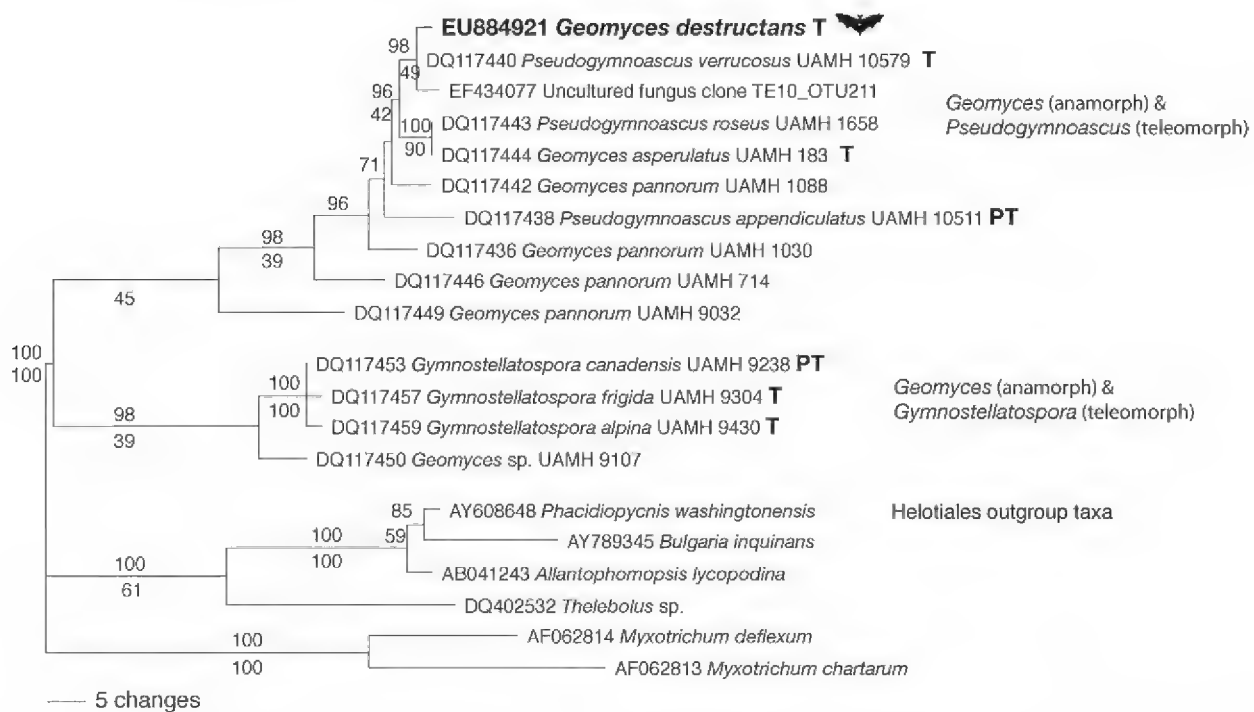 EU884921 Geomyces destructans T
98
DQ117440 Pseudogymnoascus verrucosus UAMH 10579 T
49
96
EF434077 Uncultured fungus clone TE10_OTU211
Geomyces (anamorph) &
Pseudogymnoascus (teleomorph)
42
100
DQ117443 Pseudogymnoascus roseus UAMH 1658
90
DQ117444 Geomyces asperulatus UAMH 183 T
71
DQ117442 Geomyces pannorum UAMH 1088
96
DQ117438 Pseudogymnoascus appendiculatus UAMH 10511 PT
98
39
DQ117436 Geomyces pannorum UAMH 1030
DQ117446 Geomyces pannorum UAMH 714
45
DQ117449 Geomyces pannorum UAMH 9032
100
100
DQ117453 Gymnostellatospora canadensis UAMH 9238 PT
100
100
DQ117457 Gymnostellatospora frigida UAMH 9304 T
Geomyces (anamorph) &
Gymnostellatospora (teleomorph)
98
39
DQ117459 Gymnostellatospora alpina UAMH 9430 T
DQ117450 Geomyces sp. UAMH 9107
85
AY608648 Phacidiopycnis washingtonensis
Helotiales outgroup taxa
100
100
59
AY789345 Bulgaria inquinans
100
61
AB041243 Allantophomopsis lycopodina
DQ402532 Thelebolus sp.
100
100
AF062814 Myxotrichum deflexum
AF062813 Myxotrichum chartarum
5 changes